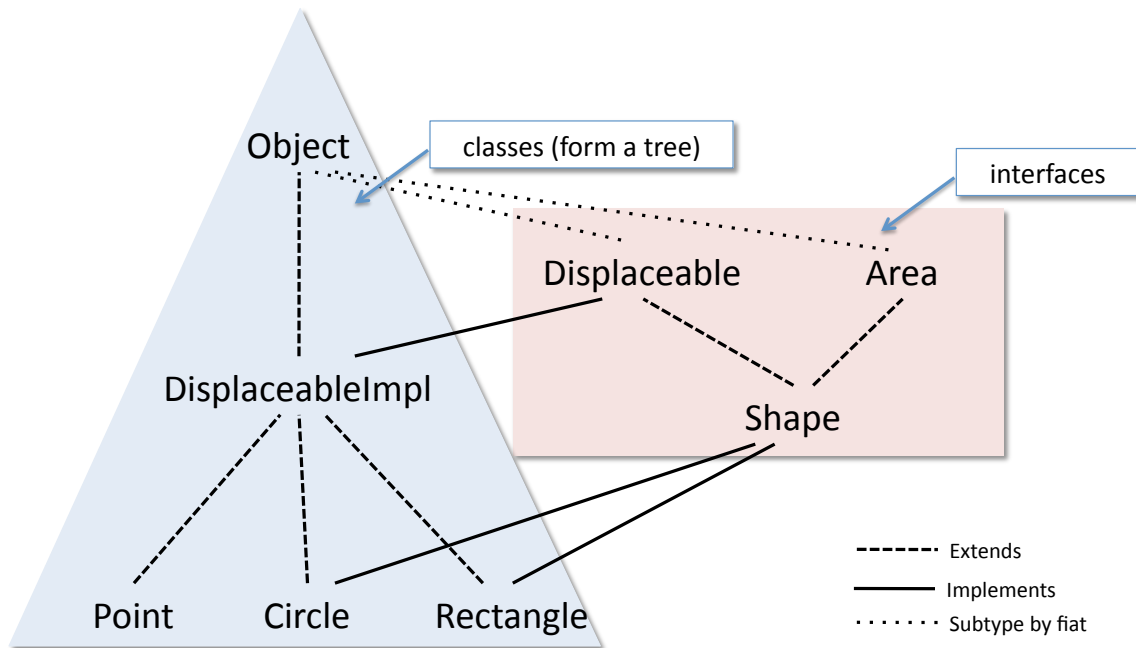 classes (form a tree)
Object
interfaces
Displaceable
Area
DisplaceableImpl
Shape
Extends
Implements
Point
Circle
Rectangle
Subtype by fiat